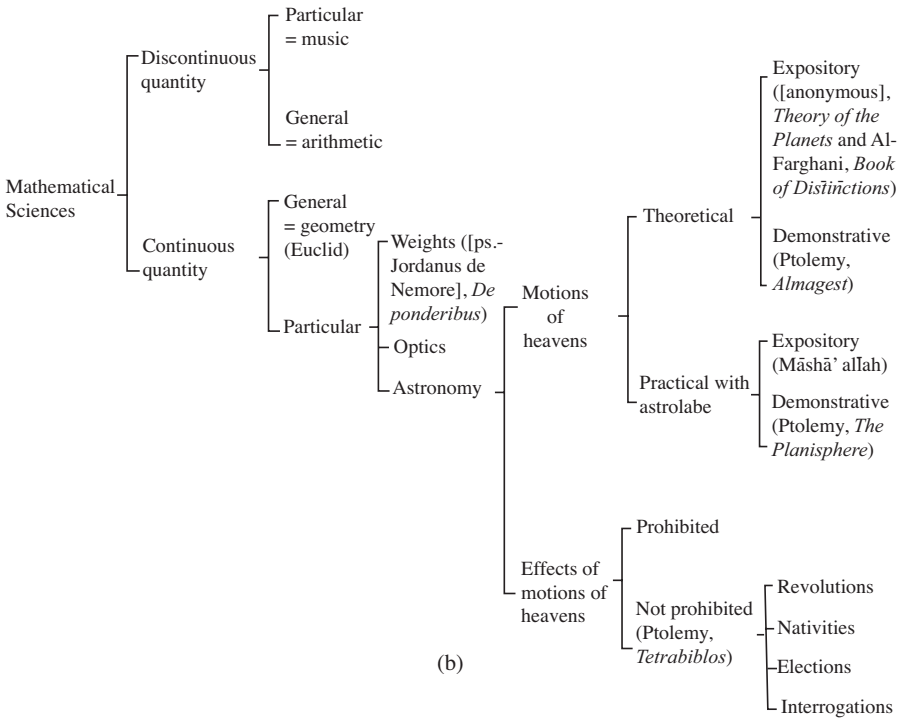 Mathematical
Sciences
Discontinuous
quantity
Particular
= music
General
= arithmetic
Continuous
quantity
General
= geometry
(Euclid)
Particular
Weights ([ps.-
Jordanus de
Nemore], De
ponderibus)
Optics
Astronomy
Motions
of
heavens
Theoretical
Expository
([anonymous],
Theory of the
Planets and Al-
Farghani, Book
of Distīnctions)
Demonstrative
(Ptolemy,
Almagest)
Practical with
astrolabe
Expository
(Māshā’ allāh)
Demonstrative
(Ptolemy, The
Planisphere)
Effects of
motions of
heavens
Prohibited
Not prohibited
(Ptolemy,
Tetrabiblos)
Revolutions
Nativities
Elections
Interrogations
(b)